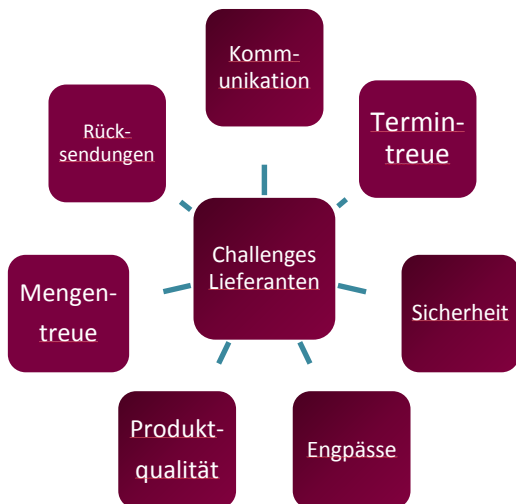 Komm-
unikation
Termin-
treue
Rück-
sendungen
Challenges
Lieferanten
Mengen-
treue
Sicherheit
Produkt-
qualität
Engpässe